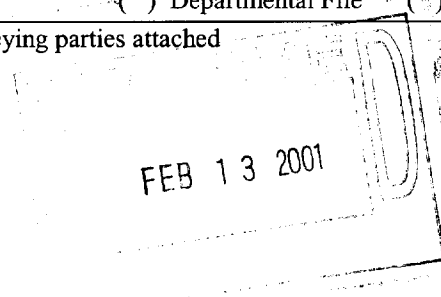 ( ) Departmental File ( )
ying parties attached
FEB 13 2001